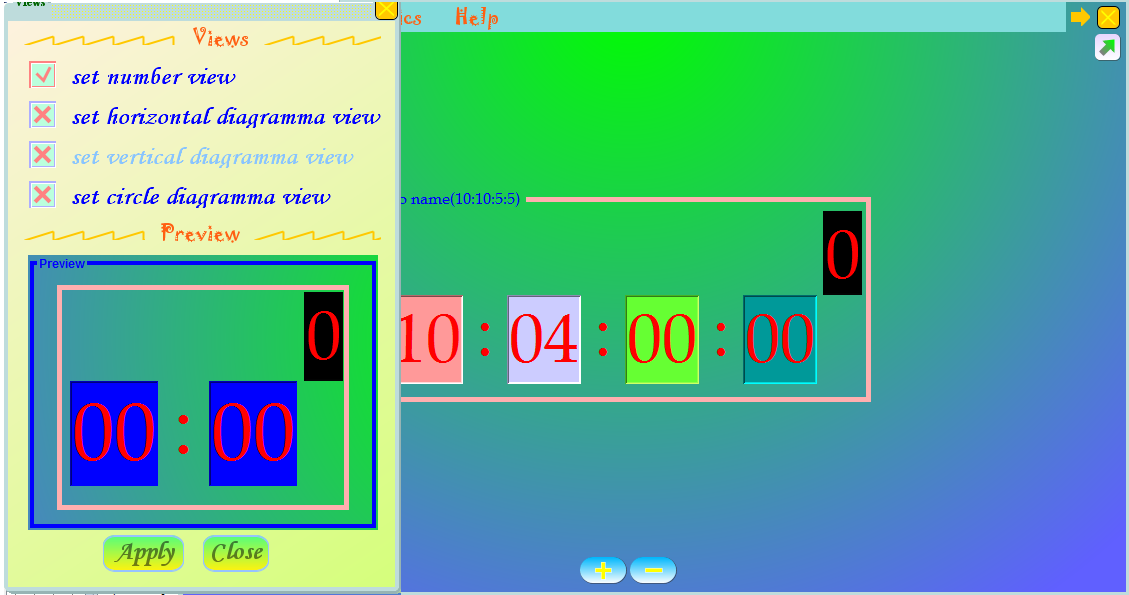 Views
cs Help
Views
set number view
set horizontal diagramma view
set vertical diagramma view
set circle diagramma view
Preview
Preview
0
00 : 00
Apply Close
o name(10:10:5:5)
0
10 : 04 : 00 : 00